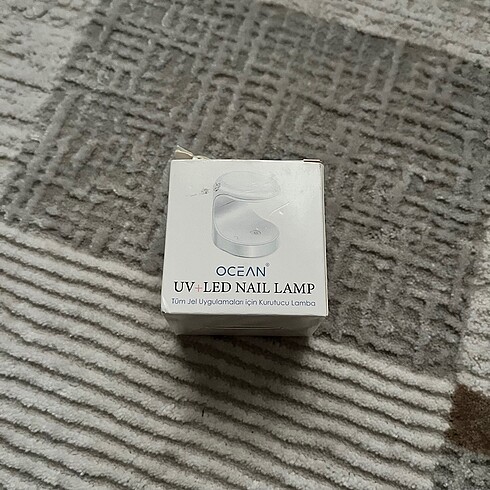 OCEAN®
UV+LED NAIL LAMP
Tüm Jel Uygulamaları için Kurutucu Lamba